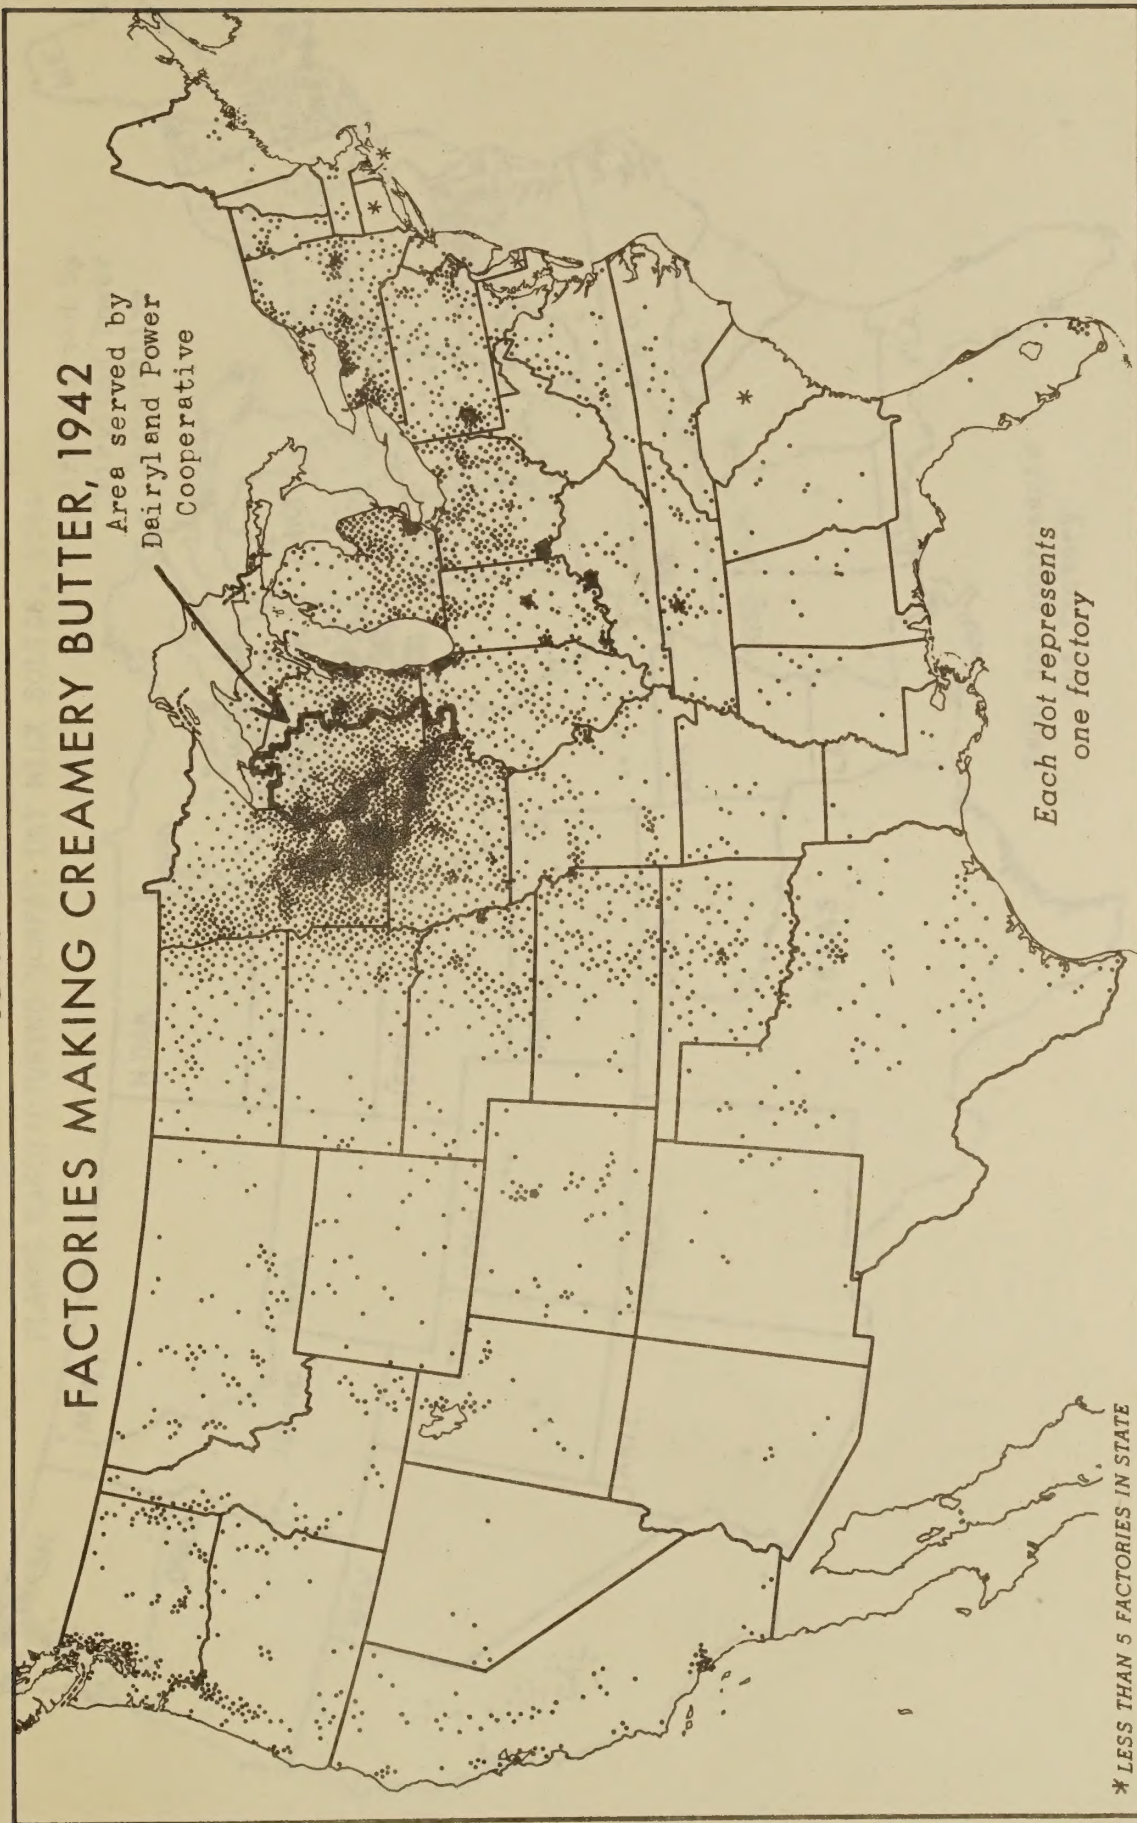 FACTORIES MAKING CREAMERY BUTTER, 1942
Area served by
Dairyland Power
Cooperative
*
*
*
*
Each dot represents
one factory
* LESS THAN 5 FACTORIES IN STATE